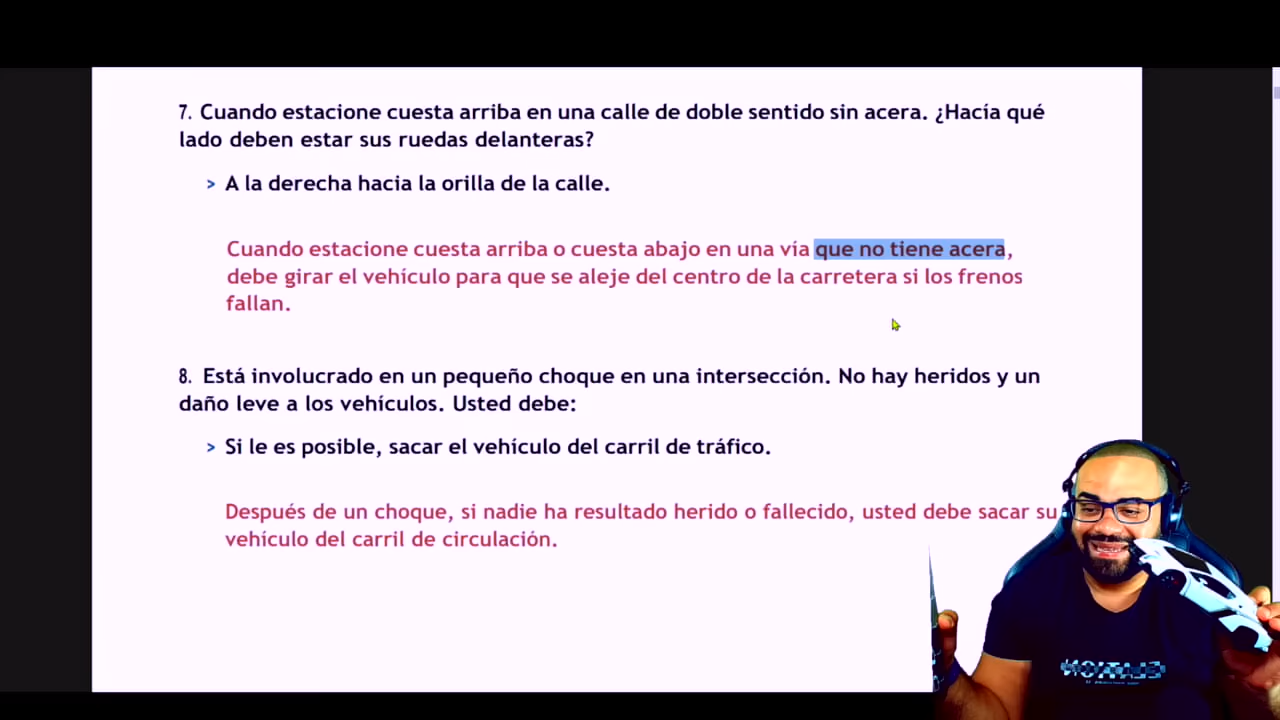 7. Cuando estacione cuesta arriba en una calle de doble sentido sin acera. ¿Hacía qué
lado deben estar sus ruedas delanteras?
> A la derecha hacia la orilla de la calle.
Cuando estacione cuesta arriba o cuesta abajo en una vía que no tiene acera,
debe girar el vehículo para que se aleje del centro de la carretera si los frenos
fallan.
8. Está involucrado en un pequeño choque en una intersección. No hay heridos y un
daño leve a los vehículos. Usted debe:
> Si le es posible, sacar el vehículo del carril de tráfico.
Después de un choque, si nadie ha resultado herido o fallecido, usted debe sacar su
vehículo del carril de circulación.